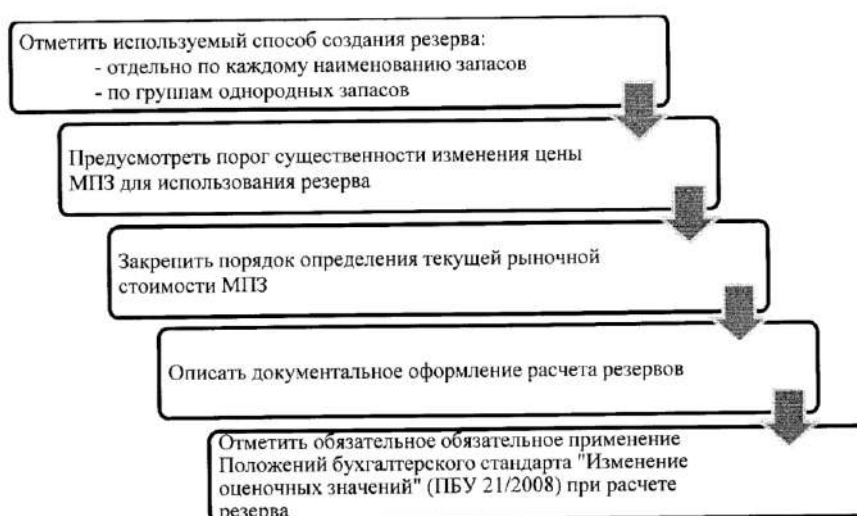 Отметить используемый способ создания резерва:
- отдельно по каждому наименованию запасов
- по группам однородных запасов
Предусмотреть порог существенности изменения цены
МПЗ для использования резерва
Закрепить порядок определения текущей рыночной
стоимости МПЗ
Описать документальное оформление расчета резервов
Отметить обязательное обязательное применение
Положений бухгалтерского стандарта "Изменение
оценочных значений" (ПБУ 21/2008) при расчете
резерва